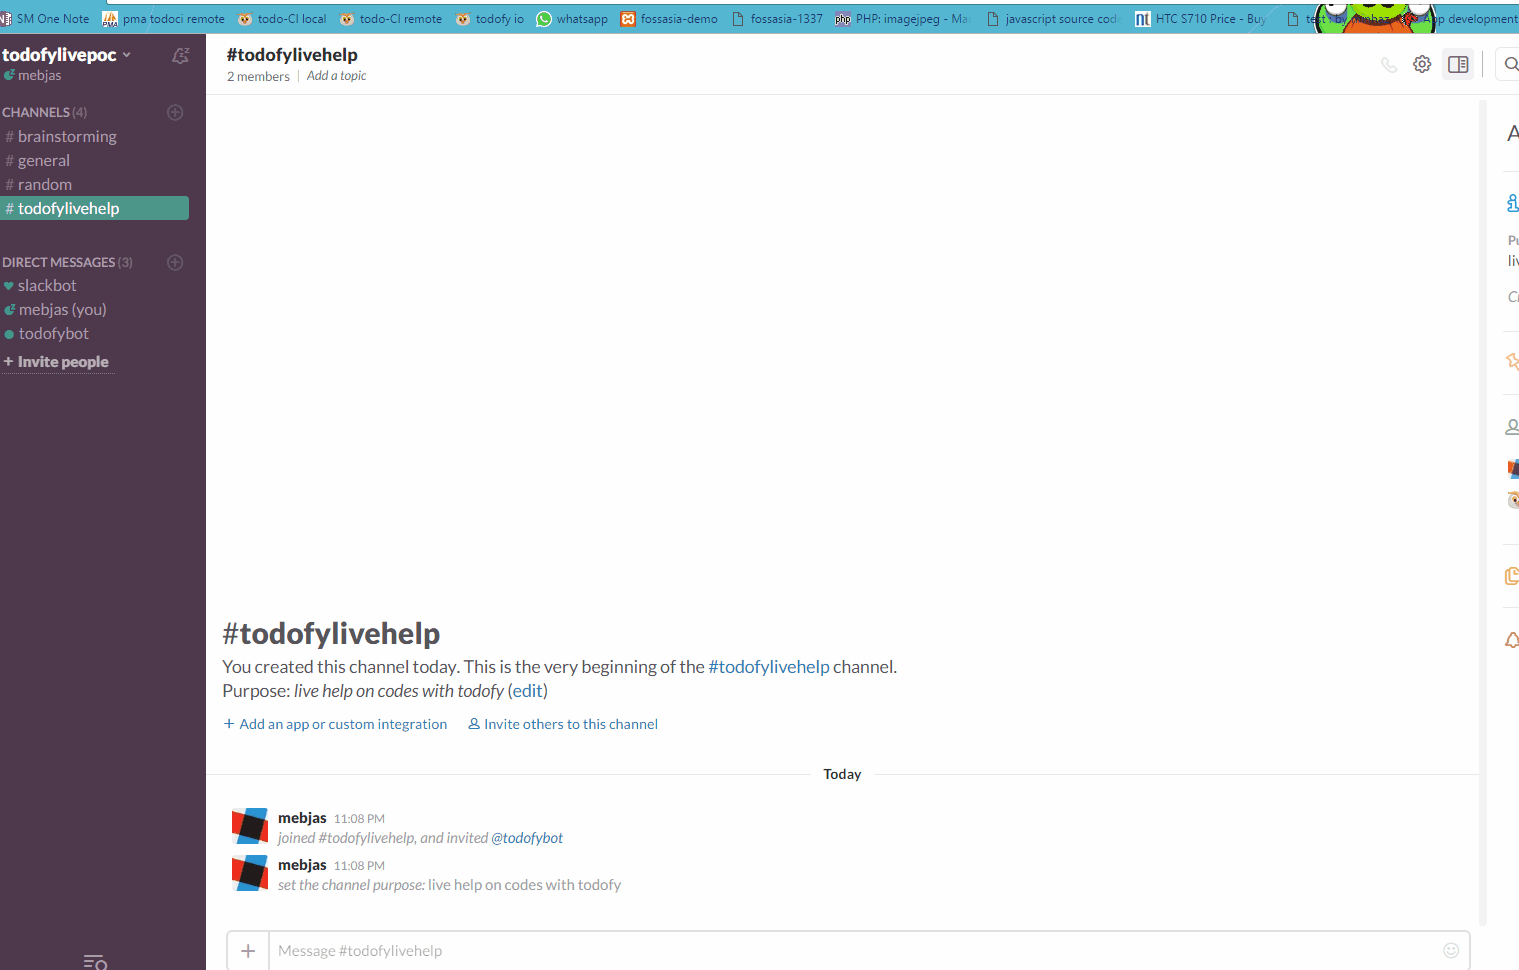 SM One Note pma todoci remote todo-CI local todo-CI remote todofy io whatsapp fossasia-demo fossasia-1337 php PHP: imagejpeg - Ma javascript source cod HTC S710 Price - Buy test : by App development
todofylivepoc
mebjas
CHANNELS (4)
# brainstorming
# general
# random
# todofylivehelp
DIRECT MESSAGES (3)
slackbot
mebjas (you)
todofybot
+ Invite people
#todofylivehelp
2 members | Add a topic
#todofylivehelp
You created this channel today. This is the very beginning of the #todofylivehelp channel.
Purpose: live help on codes with todofy (edit)
+ Add an app or custom integration Invite others to this channel
Today
mebjas 11:08 PM
joined #todofylivehelp, and invited @todofybot
mebjas 11:08 PM
set the channel purpose: live help on codes with todofy
+ Message #todofylivehelp
A
Pu
li